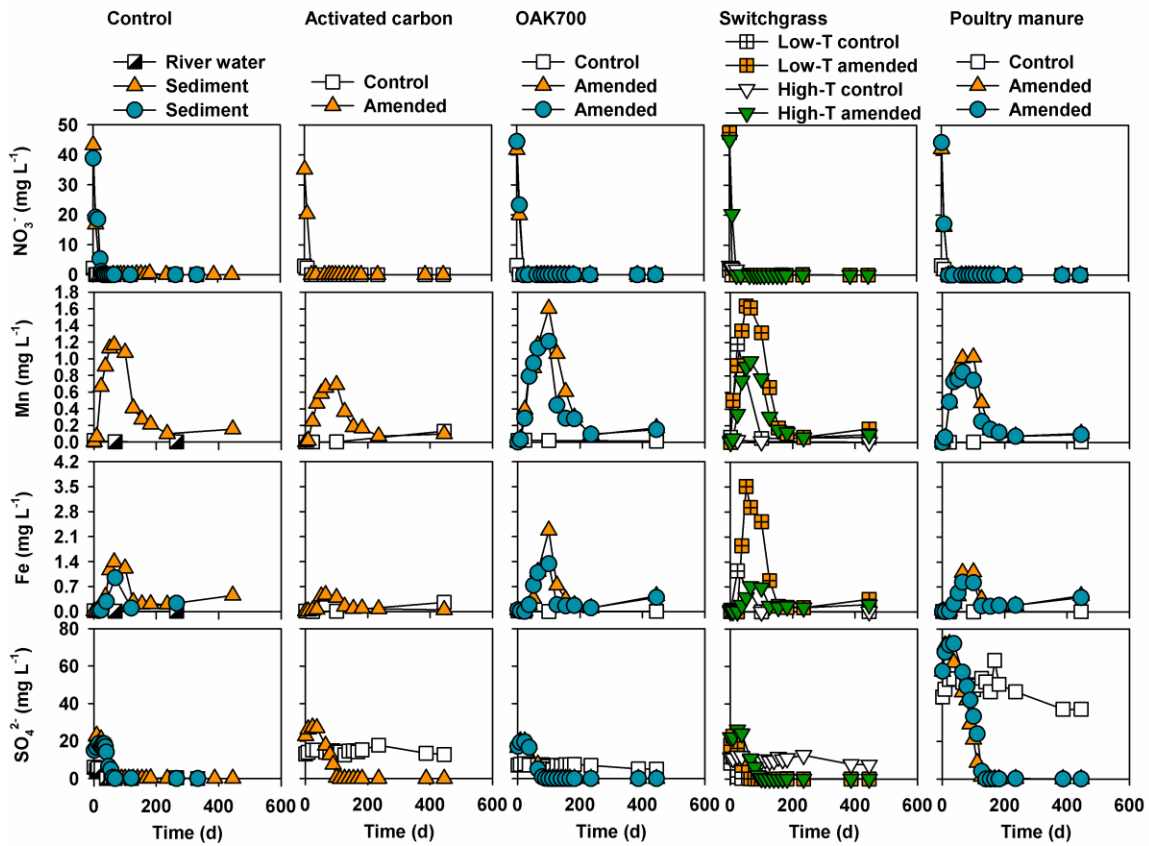 Control
River water
Sediment
Sediment
Activated carbon
Control
Amended
OAK700
Control
Amended
Amended
Switchgrass
Low-T control
Low-T amended
High-T control
High-T amended
Poultry manure
Control
Amended
Amended
NO₃⁻ (mg L⁻¹)
50
40
30
20
10
0
Mn (mg L⁻¹)
1.8
1.6
1.4
1.2
1.0
0.8
0.6
0.4
0.2
0.0
Fe (mg L⁻¹)
4.2
3.5
2.8
2.1
1.4
0.7
0.0
SO₄²⁻ (mg L⁻¹)
80
60
40
20
0
0 200 400 600 0 200 400 600 0 200 400 600 0 200 400 600 0 200 400 600
Time (d) Time (d) Time (d) Time (d) Time (d)